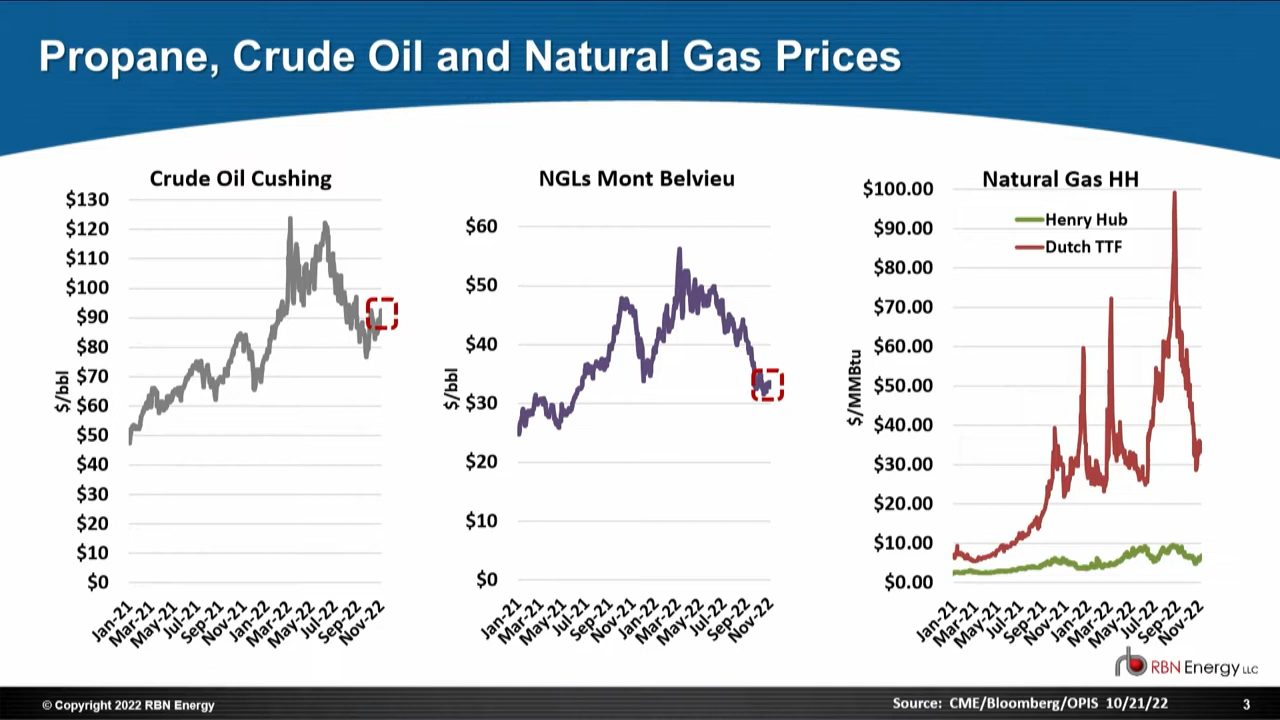 Propane, Crude Oil and Natural Gas Prices
Crude Oil Cushing
$130
$120
$110
$100
$90
$80
$70
$60
$50
$40
$30
$20
$10
$0
$/bbl
Jan-21
Mar-21
May-21
Jul-21
Sep-21
Nov-21
Jan-22
Mar-22
May-22
Jul-22
Sep-22
Nov-22
NGLs Mont Belvieu
$60
$50
$40
$30
$20
$10
$0
$/bbl
Jan-21
Mar-21
May-21
Jul-21
Sep-21
Nov-21
Jan-22
Mar-22
May-22
Jul-22
Sep-22
Nov-22
Natural Gas HH
Henry Hub
Dutch TTF
$100.00
$90.00
$80.00
$70.00
$60.00
$50.00
$40.00
$30.00
$20.00
$10.00
$0.00
$/MMBtu
Jan-21
Mar-21
May-21
Jul-21
Sep-21
Nov-21
Jan-22
Mar-22
May-22
Jul-22
Sep-22
Nov-22
rbn RBN Energy LLC
© Copyright 2022 RBN Energy
Source: CME/Bloomberg/OPIS 10/21/22
3